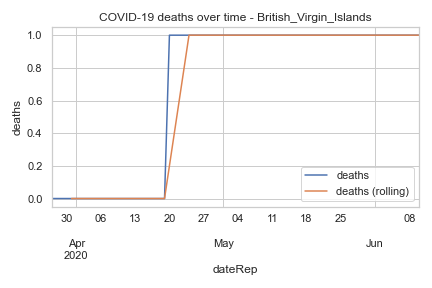 COVID-19 deaths over time - British_Virgin_Islands
deaths
1.0
0.8
0.6
0.4
0.2
0.0
deaths
deaths (rolling)
30 06 13 20 27 04 11 18 25 08
Apr May Jun
2020
dateRep